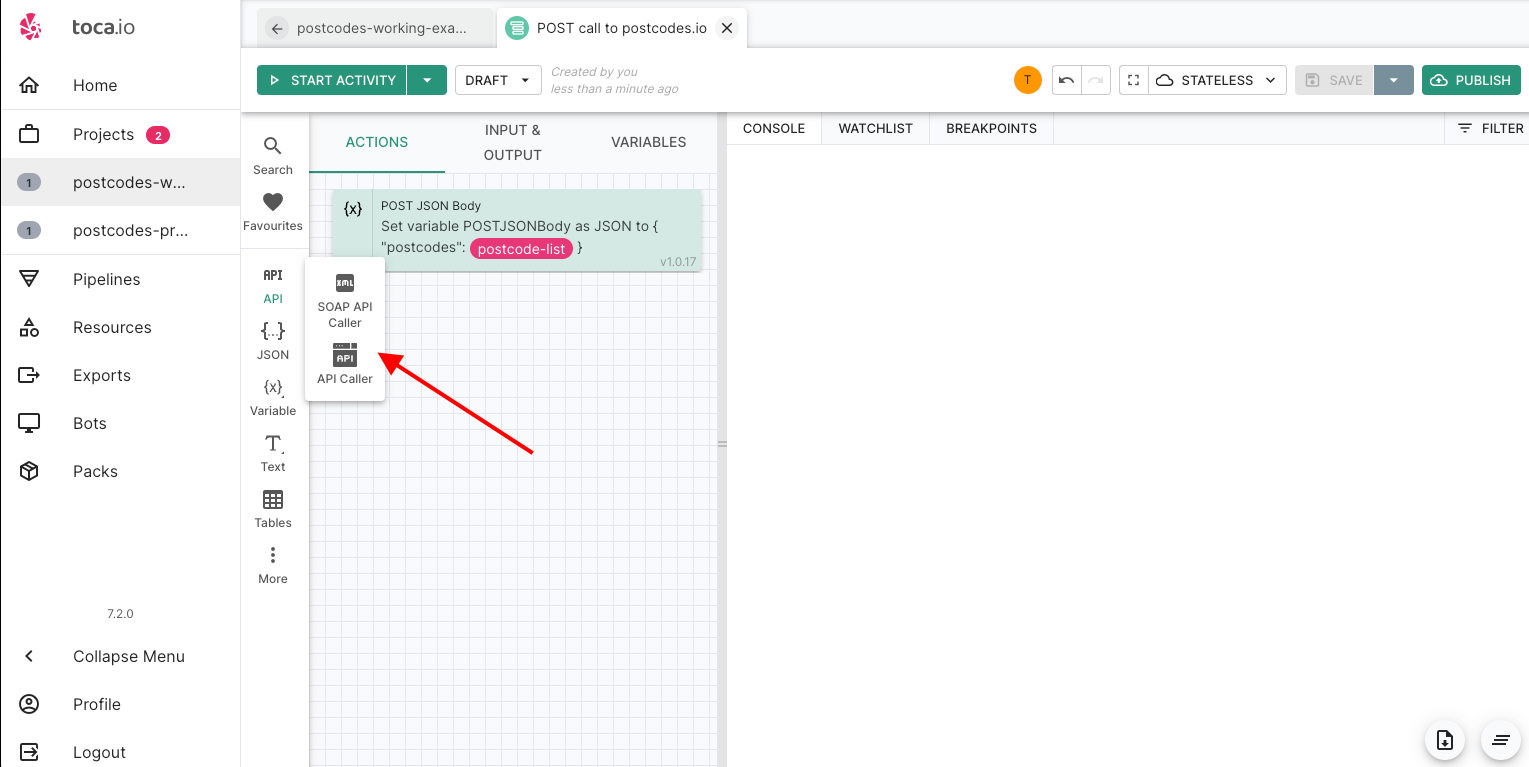 toca.io
Home
Projects 2
1 postcodes-w...
1 postcodes-pr...
Pipelines
Resources
Exports
Bots
Packs
7.2.0
Collapse Menu
Profile
Logout
postcodes-working-exa...
POST call to postcodes.io
START ACTIVITY
DRAFT
Created by you
less than a minute ago
T
STATELESS
SAVE
PUBLISH
Search
Favourites
API
API
{...}
JSON
{x}
Variable
T
Text
Tables
More
ACTIONS
INPUT &
OUTPUT
VARIABLES
{x}
POST JSON Body
Set variable POSTJSONBody as JSON to {
"postcodes": postcode-list }
v1.0.17
XML
SOAP API
Caller
API
API Caller
CONSOLE
WATCHLIST
BREAKPOINTS
FILTER